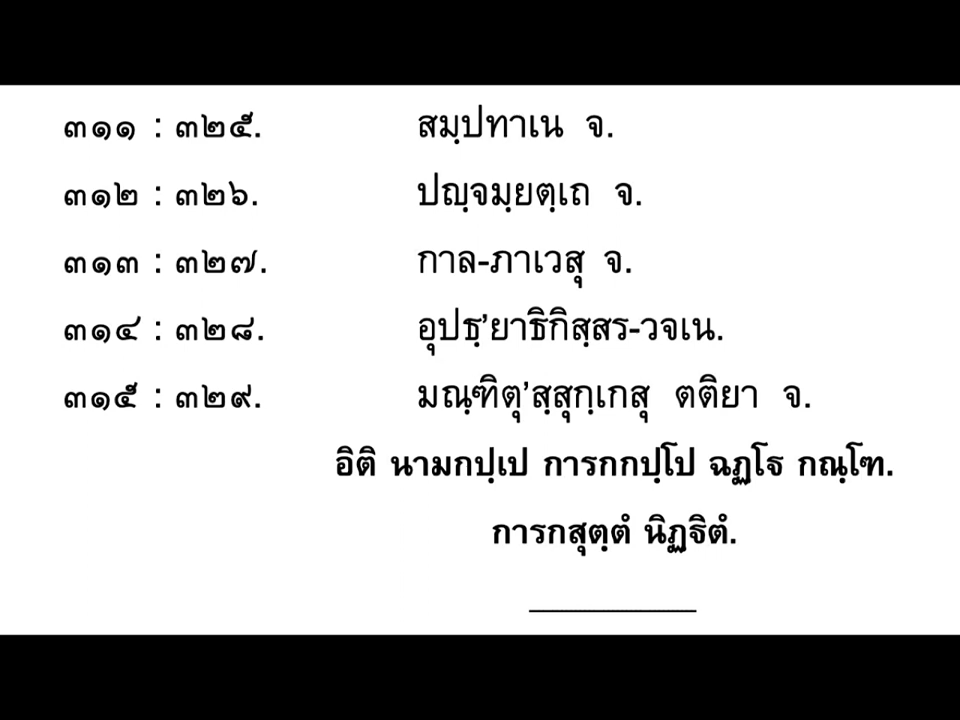 ๓๑๑ : ๓๒๕. สมฺปทาเน จ.
๓๑๒ : ๓๒๖. ปญฺจมฺยตฺเถ จ.
๓๑๓ : ๓๒๗. กาล-ภาเวสุ จ.
๓๑๔ : ๓๒๘. อุปธฺ’ยาธิกิสฺสร-วจเน.
๓๑๕ : ๓๒๙. มณฺฑิตุ’สฺสุกฺเกสุ ตติยา จ.
อิติ นามกปฺเป การกกปฺโป ฉฏฺโฐ กณฺโฑ.
การกสุตฺตํ นิฏฺฐิตํ.